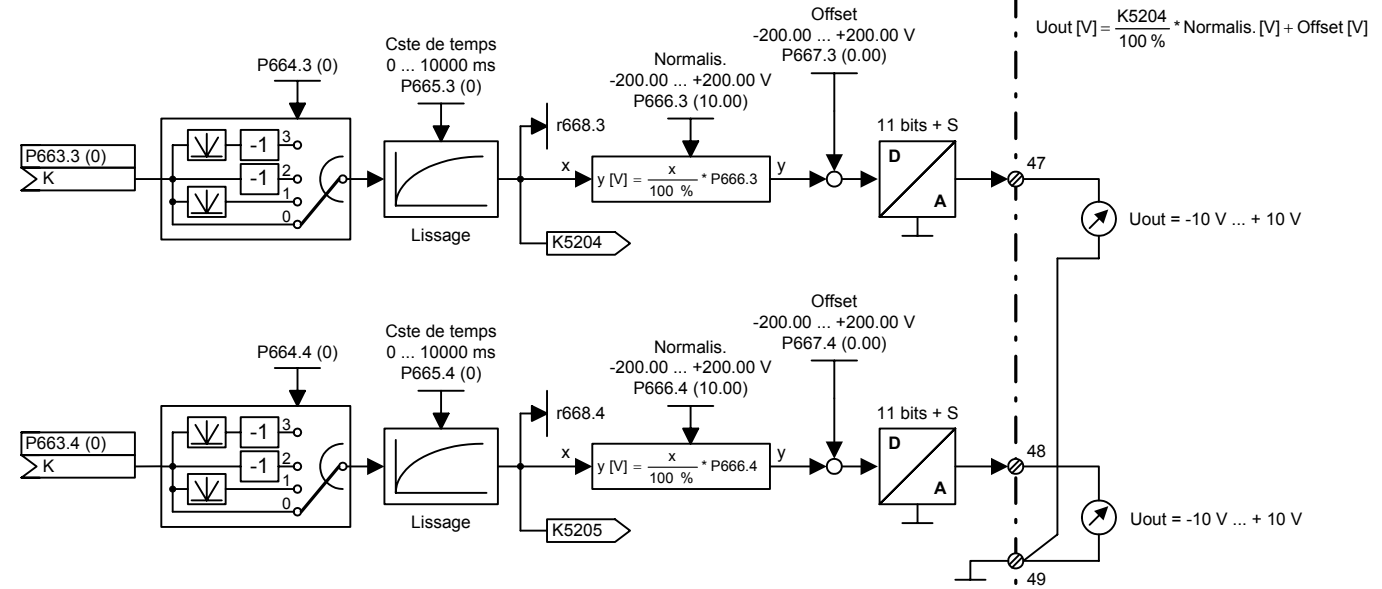 Offset
-200.00 ... +200.00 V
P667.3 (0.00)
Uout [V] = K5204 / 100 % * Normalis. [V] + Offset [V]
Cste de temps
0 ... 10000 ms
P665.3 (0)
Normalis.
-200.00 ... +200.00 V
P666.3 (10.00)
P664.3 (0)
r668.3
11 bits + S
P663.3 (0)
K
-1
3
-1
2
1
0
Lissage
x
y [V] = x / 100 % * P666.3
y
D
A
47
Uout = -10 V ... + 10 V
K5204
Offset
-200.00 ... +200.00 V
P667.4 (0.00)
Cste de temps
0 ... 10000 ms
P665.4 (0)
Normalis.
-200.00 ... +200.00 V
P666.4 (10.00)
P664.4 (0)
r668.4
11 bits + S
P663.4 (0)
K
-1
3
-1
2
1
0
Lissage
x
y [V] = x / 100 % * P666.4
y
D
A
48
Uout = -10 V ... + 10 V
K5205
49